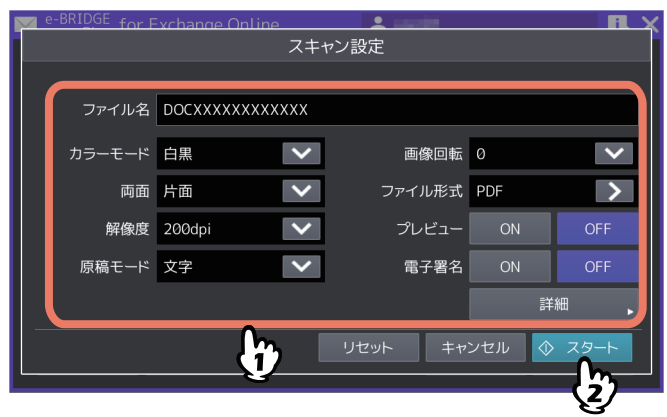 e-BRIDGE for Exchange Online
スキャン設定
ファイル名 DOCXXXXXXXXXXXX
カラーモード 白黒 画像回転 0
両面 片面 ファイル形式 PDF
解像度 200dpi プレビュー ON OFF
原稿モード 文字 電子署名 ON OFF
詳細
リセット キャンセル スタート
1
2